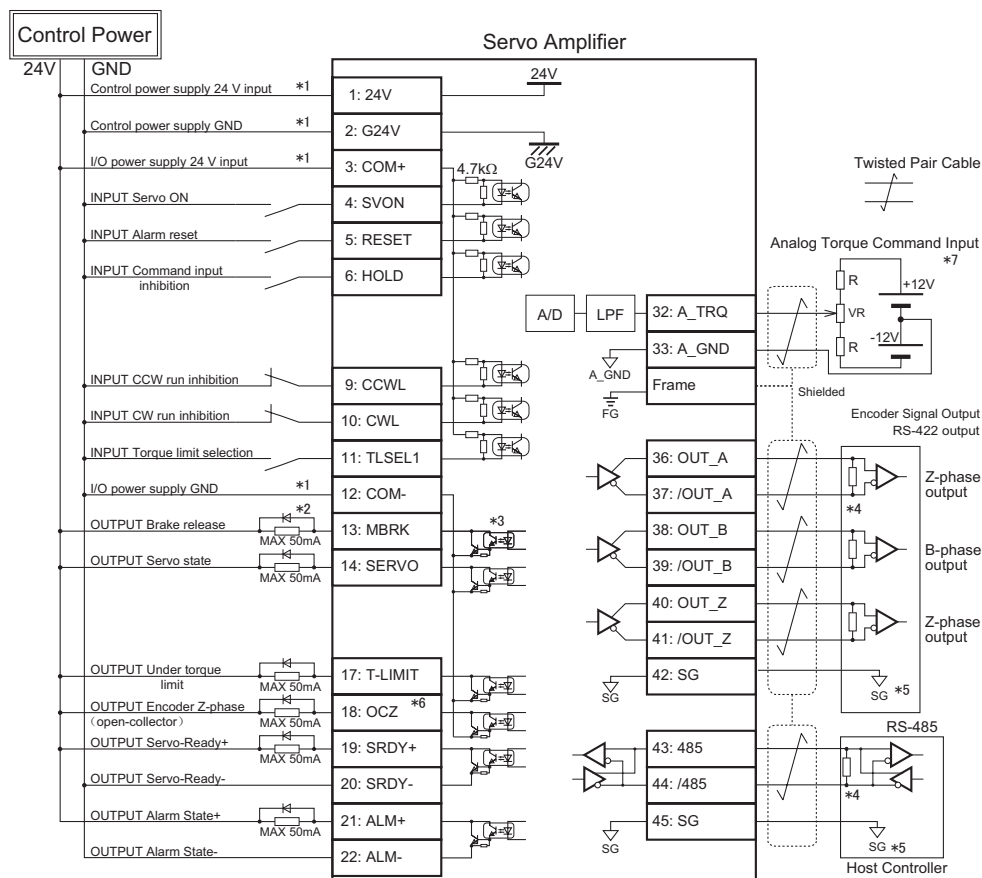 Control Power
Servo Amplifier
24V
GND
24V
Control power supply 24 V input *1
1: 24V
Control power supply GND *1
2: G24V
G24V
I/O power supply 24 V input *1
3: COM+
4.7kΩ
Twisted Pair Cable
INPUT Servo ON
4: SVON
INPUT Alarm reset
5: RESET
INPUT Command input
inhibition
6: HOLD
Analog Torque Command Input
*7
R
+12V
A/D
LPF
32: A_TRQ
VR
33: A_GND
R
-12V
A_GND
INPUT CCW run inhibition
9: CCWL
Frame
Shielded
FG
INPUT CW run inhibition
10: CWL
Encoder Signal Output
RS-422 output
INPUT Torque limit selection
11: TLSEL1
36: OUT_A
Z-phase
output
I/O power supply GND *1
12: COM-
37: /OUT_A
*4
*2
OUTPUT Brake release
MAX 50mA
13: MBRK
*3
38: OUT_B
B-phase
output
OUTPUT Servo state
MAX 50mA
14: SERVO
39: /OUT_B
40: OUT_Z
Z-phase
output
41: /OUT_Z
OUTPUT Under torque
limit
MAX 50mA
17: T-LIMIT
42: SG
SG
SG *5
OUTPUT Encoder Z-phase
（open-collector）
MAX 50mA
18: OCZ *6
RS-485
OUTPUT Servo-Ready+
MAX 50mA
19: SRDY+
43: 485
OUTPUT Servo-Ready-
20: SRDY-
44: /485
*4
OUTPUT Alarm State+
MAX 50mA
21: ALM+
45: SG
SG
SG *5
OUTPUT Alarm State-
22: ALM-
Host Controller